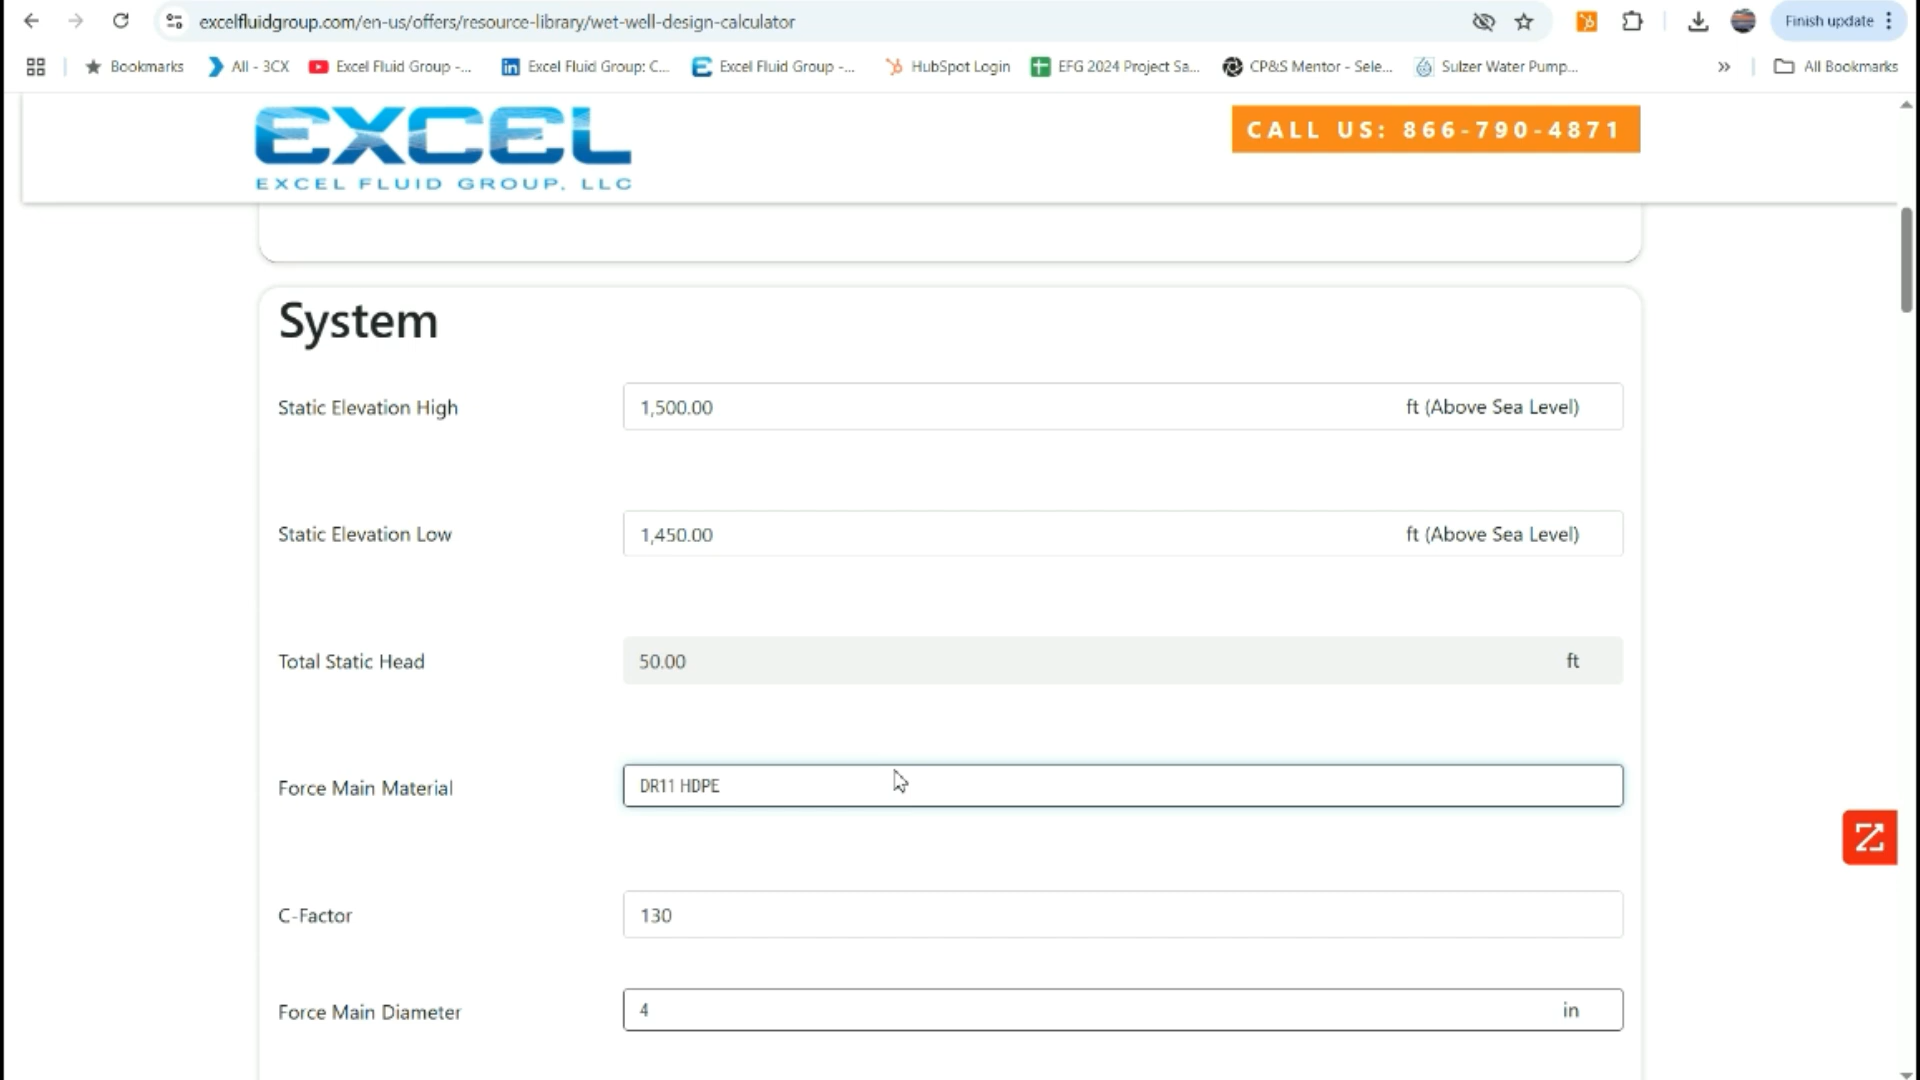 excelfluidgroup.com/en-us/offers/resource-library/wet-well-design-calculator
Finish update
Bookmarks
All - 3CX
Excel Fluid Group -...
Excel Fluid Group: C...
Excel Fluid Group -...
HubSpot Login
EFG 2024 Project Sa...
CP&S Mentor - Sele...
Sulzer Water Pump...
All Bookmarks
EXCEL
EXCEL FLUID GROUP, LLC
CALL US: 866-790-4871
System
Static Elevation High
1,500.00
ft (Above Sea Level)
Static Elevation Low
1,450.00
ft (Above Sea Level)
Total Static Head
50.00
ft
Force Main Material
DR11 HDPE
C-Factor
130
Force Main Diameter
4
in